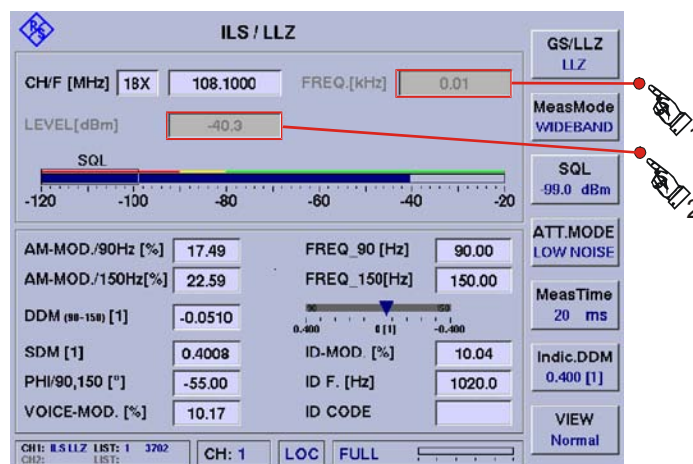 R S
ILS / LLZ
CH/F [MHz] 18X 108.1000 FREQ.[kHz] 0.01
LEVEL[dBm] -40.3
SQL
-120 -100 -80 -60 -40 -20
AM-MOD./90Hz [%] 17.49 FREQ_90 [Hz] 90.00
AM-MOD./150Hz[%] 22.59 FREQ_150[Hz] 150.00
DDM (90-150) [1] -0.0510
90 150
0.400 0 [1] -0.400
SDM [1] 0.4008 ID-MOD. [%] 10.04
PHI/90,150 [°] -55.00 ID F. [Hz] 1020.0
VOICE-MOD. [%] 10.17 ID CODE
CH1: ILS LLZ LIST: 1 3702
CH2: LIST:
CH: 1 LOC FULL
GS/LLZ
LLZ
MeasMode
WIDEBAND
SQL
-99.0 dBm
ATT.MODE
LOW NOISE
MeasTime
20 ms
Indic.DDM
0.400 [1]
VIEW
Normal
1
2